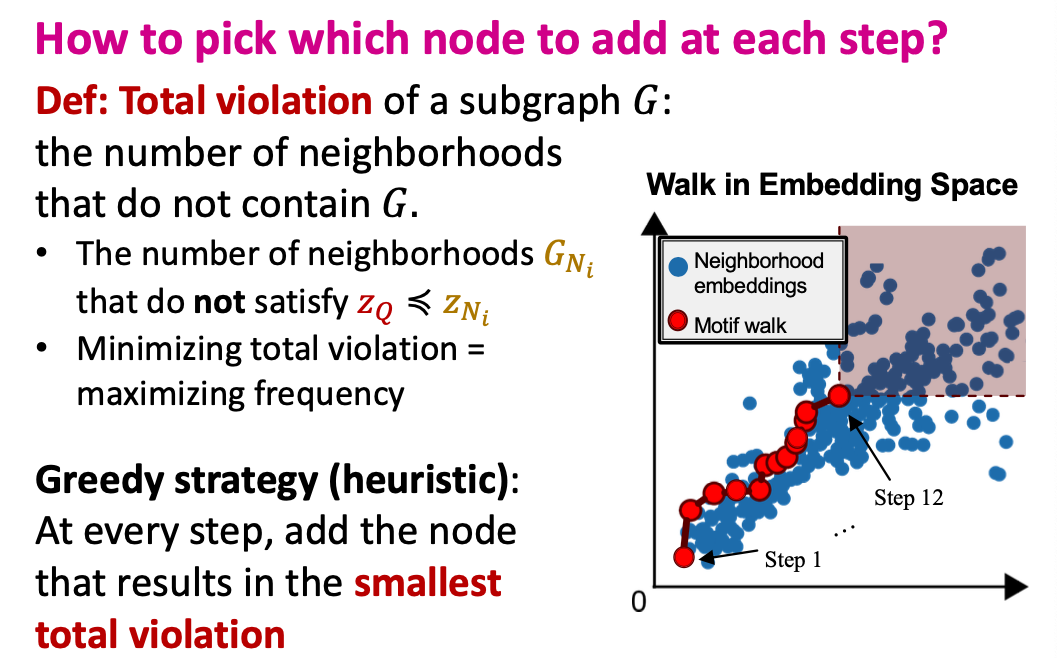 How to pick which node to add at each step?
Def: Total violation of a subgraph G:
the number of neighborhoods
that do not contain G.
• The number of neighborhoods G_{N_i}
that do not satisfy z_Q ≼ z_{N_i}
• Minimizing total violation =
maximizing frequency
Greedy strategy (heuristic):
At every step, add the node
that results in the smallest
total violation
Walk in Embedding Space
Neighborhood
embeddings
Motif walk
Step 12
...
Step 1
0